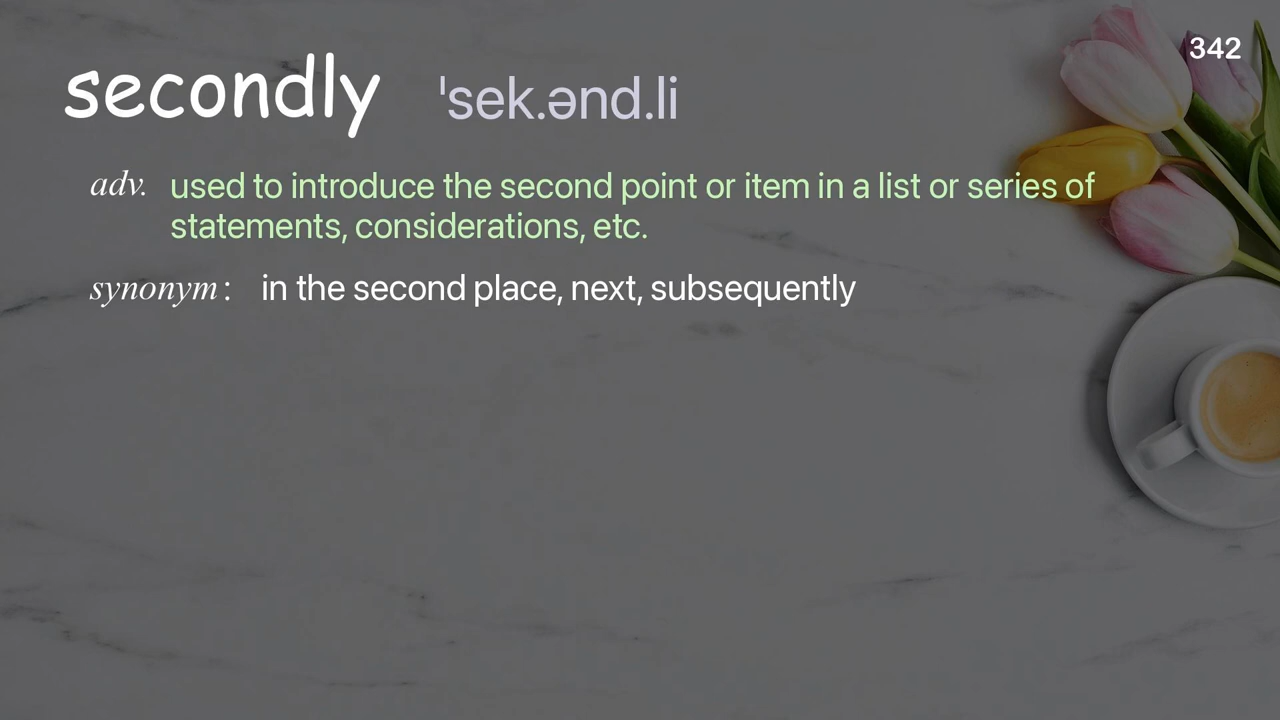 342
secondly ˈsek.ənd.li
adv. used to introduce the second point or item in a list or series of
statements, considerations, etc.
synonym : in the second place, next, subsequently